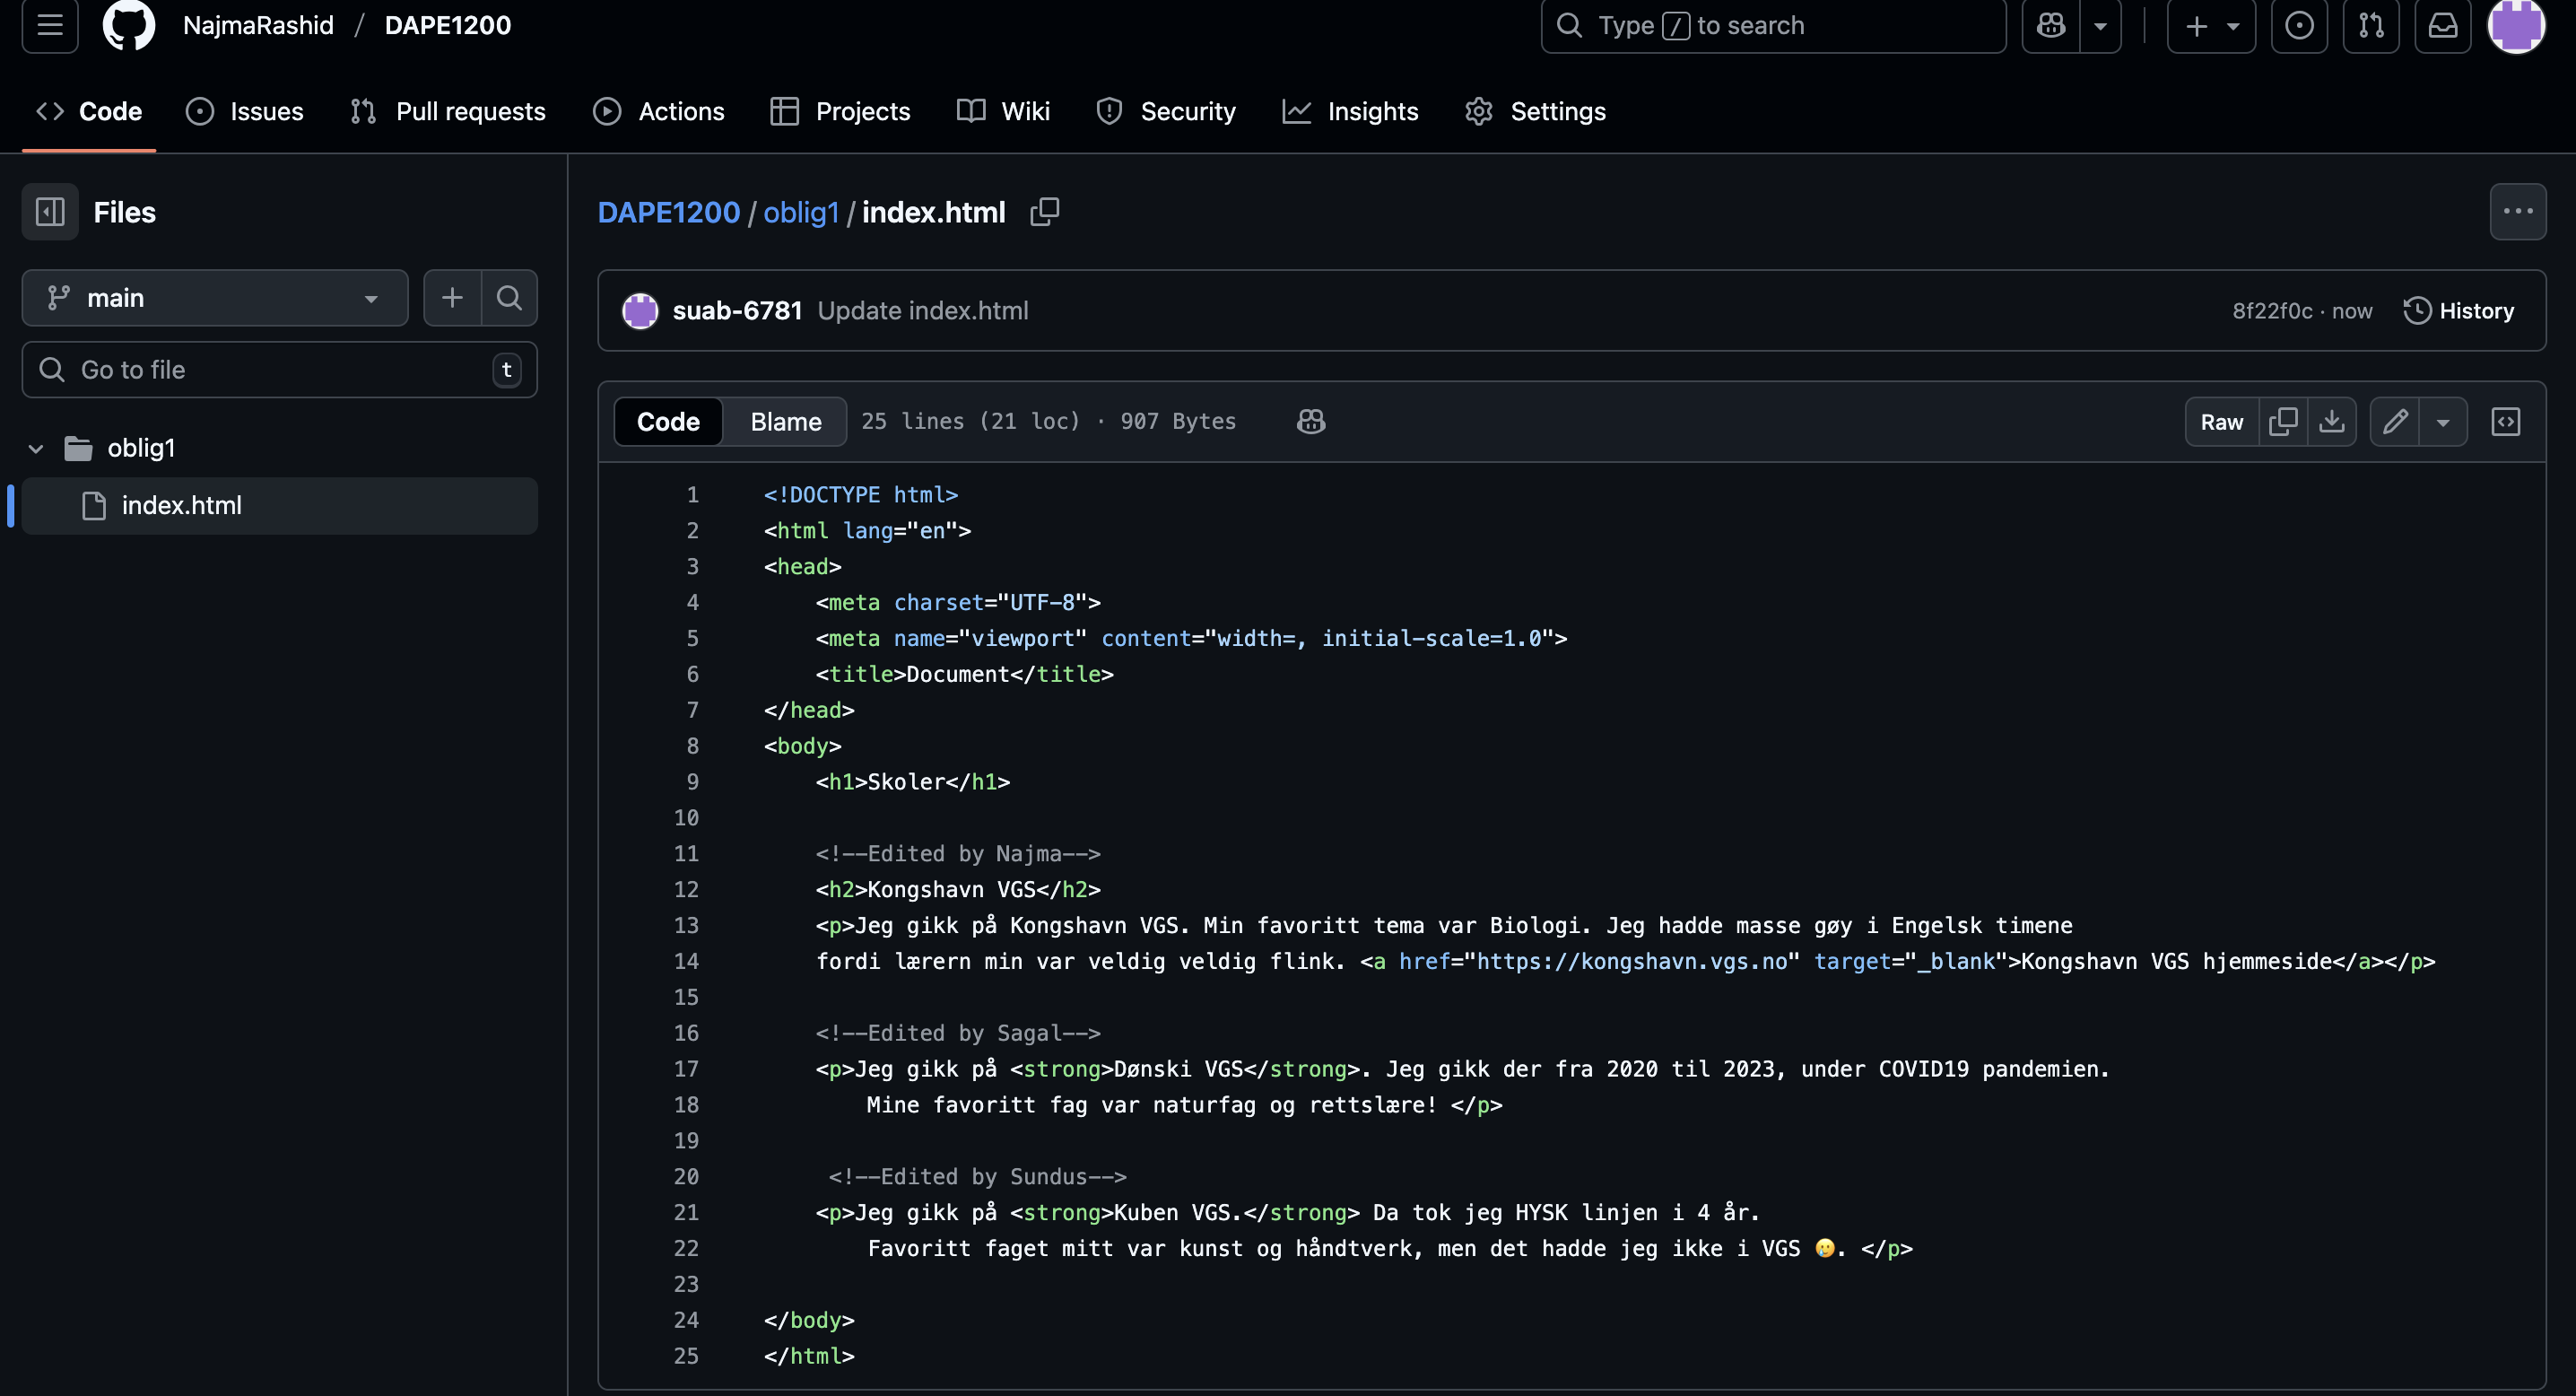 NajmaRashid / DAPE1200
Type / to search
Code
Issues
Pull requests
Actions
Projects
Wiki
Security
Insights
Settings
Files
main
Go to file
t
oblig1
index.html
DAPE1200 / oblig1 / index.html
suab-6781 Update index.html
8f22f0c · now
History
Code
Blame
25 lines (21 loc) · 907 Bytes
Raw
1 <!DOCTYPE html>
2 <html lang="en">
3 <head>
4 <meta charset="UTF-8">
5 <meta name="viewport" content="width=, initial-scale=1.0">
6 <title>Document</title>
7 </head>
8 <body>
9 <h1>Skoler</h1>
10
11 <!--Edited by Najma-->
12 <h2>Kongshavn VGS</h2>
13 <p>Jeg gikk på Kongshavn VGS. Min favoritt tema var Biologi. Jeg hadde masse gøy i Engelsk timene
14 fordi lærern min var veldig veldig flink. <a href="https://kongshavn.vgs.no" target="_blank">Kongshavn VGS hjemmeside</a></p>
15
16 <!--Edited by Sagal-->
17 <p>Jeg gikk på <strong>Dønski VGS</strong>. Jeg gikk der fra 2020 til 2023, under COVID19 pandemien.
18 Mine favoritt fag var naturfag og rettslære! </p>
19
20 <!--Edited by Sundus-->
21 <p>Jeg gikk på <strong>Kuben VGS.</strong> Da tok jeg HYSK linjen i 4 år.
22 Favoritt faget mitt var kunst og håndtverk, men det hadde jeg ikke i VGS 🥲. </p>
23
24 </body>
25 </html>